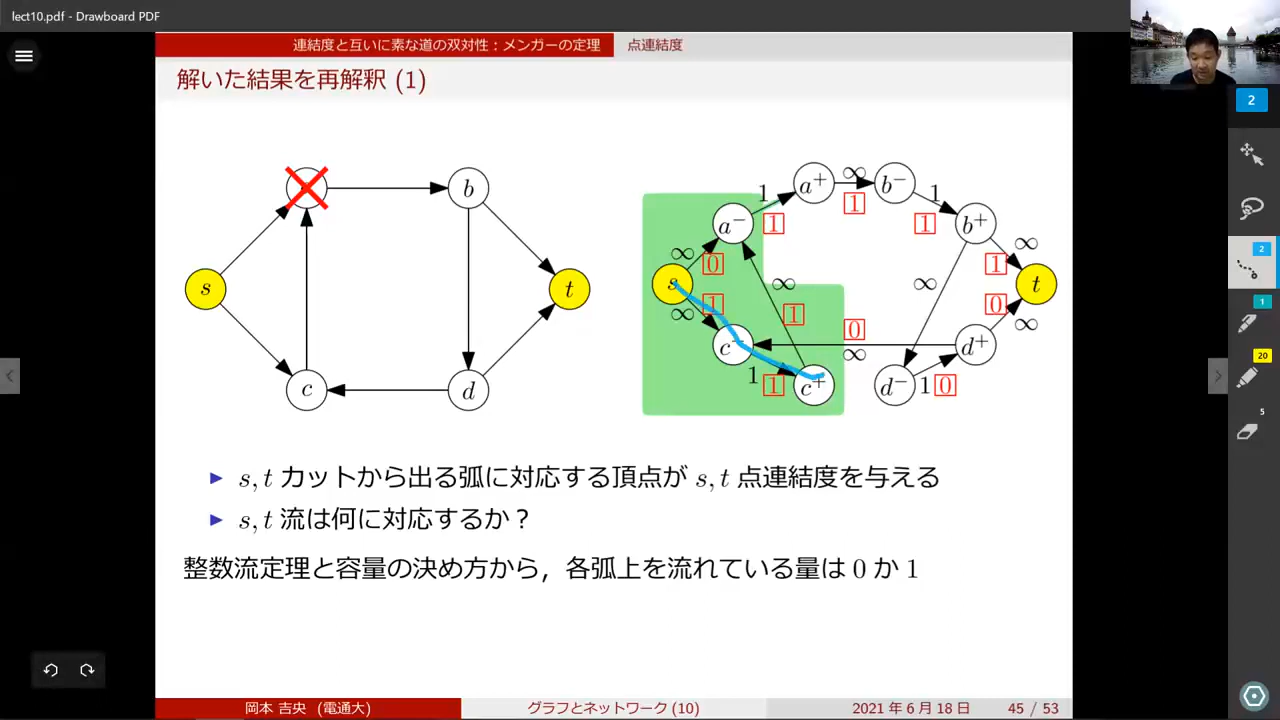 lect10.pdf - Drawboard PDF
連結度と互いに素な道の双対性:メンガーの定理 点連結度
解いた結果を再解釈 (1)
2
b
s
t
c
d
∞
1
a⁺
b⁻
1
1
1
a⁻
1
1
b⁺
∞
0
∞
∞
1
∞
s
1
t
∞
1
0
∞
c⁻
0
d⁺
∞
1
1
c⁺
d⁻
1
0
2
1
20
5
▶ s, t カットから出る弧に対応する頂点が s, t 点連結度を与える
▶ s, t 流は何に対応するか?
整数流定理と容量の決め方から，各弧上を流れている量は 0 か 1
岡本 吉央 (電通大) グラフとネットワーク (10) 2021 年 6 月 18 日 45 / 53